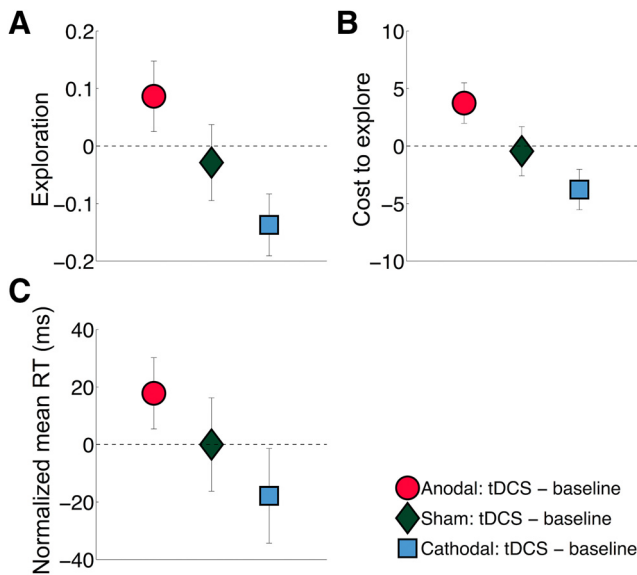 A
0.2
0.1
0
−0.1
−0.2
Exploration
B
10
5
0
−5
−10
Cost to explore
C
40
20
0
−20
−40
Normalized mean RT (ms)
Anodal: tDCS − baseline
Sham: tDCS − baseline
Cathodal: tDCS − baseline